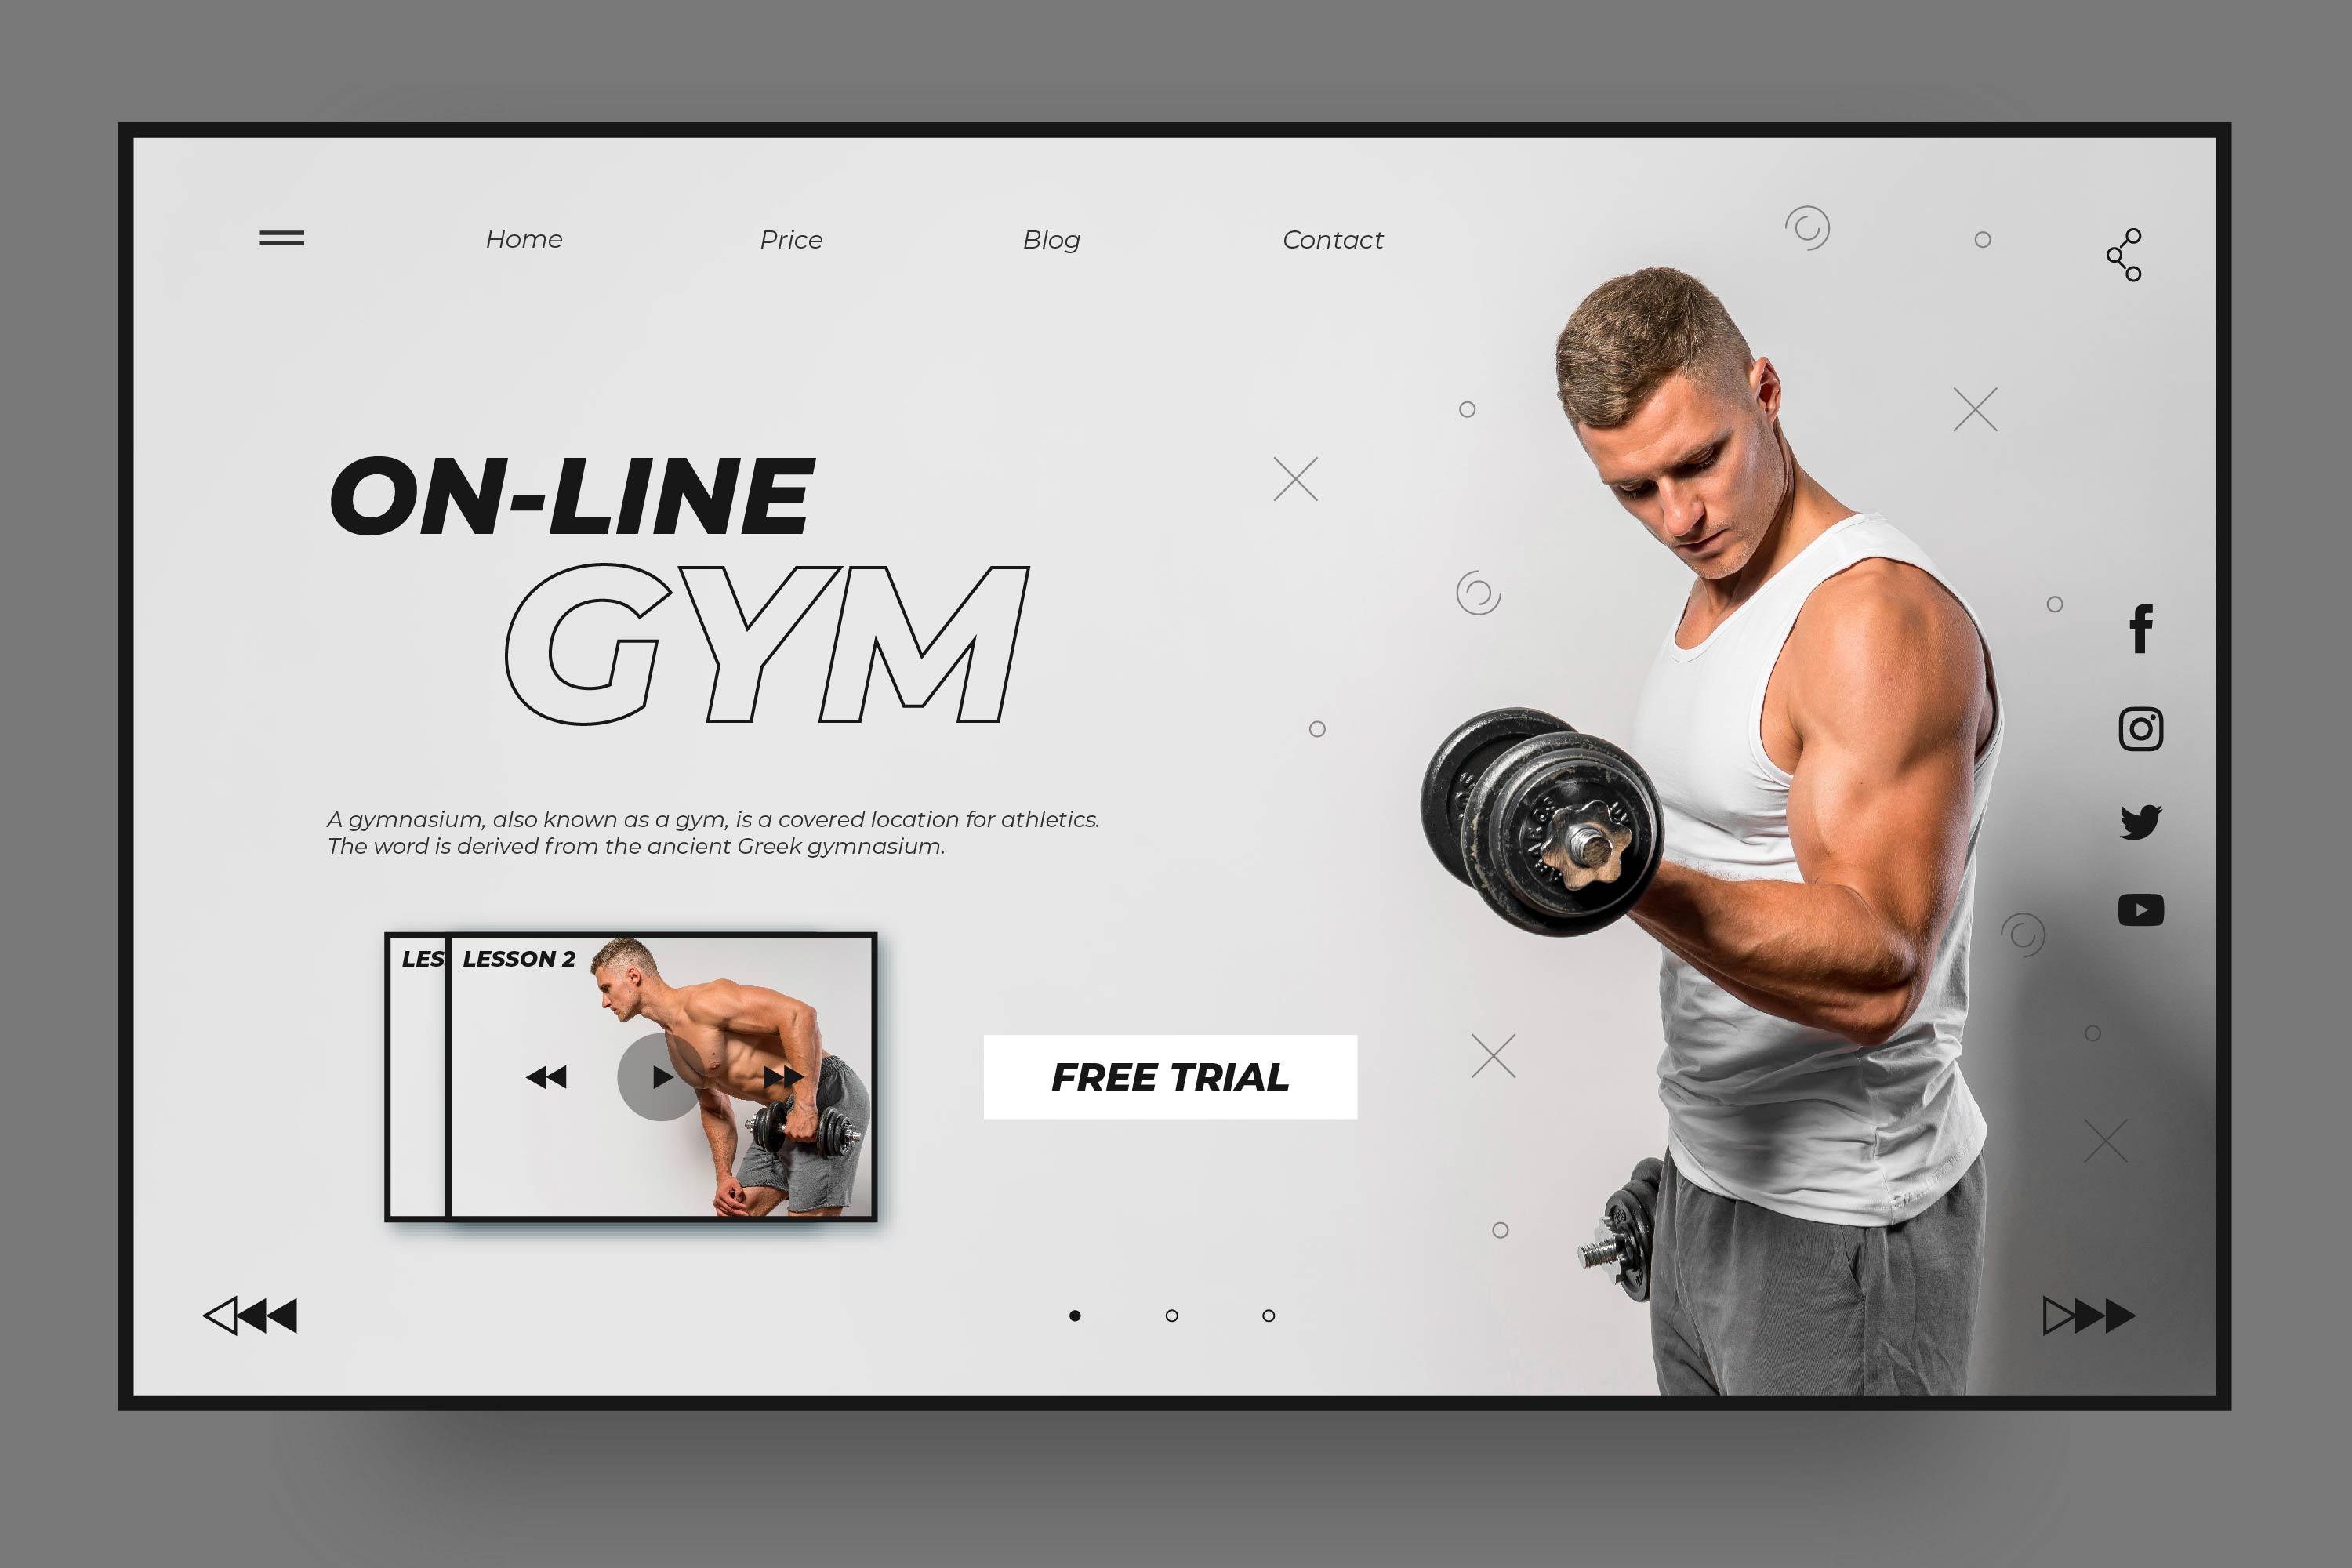 Home Price Blog Contact
ON-LINE
GYM
A gymnasium, also known as a gym, is a covered location for athletics.
The word is derived from the ancient Greek gymnasium.
LES
LESSON 2
FREE TRIAL